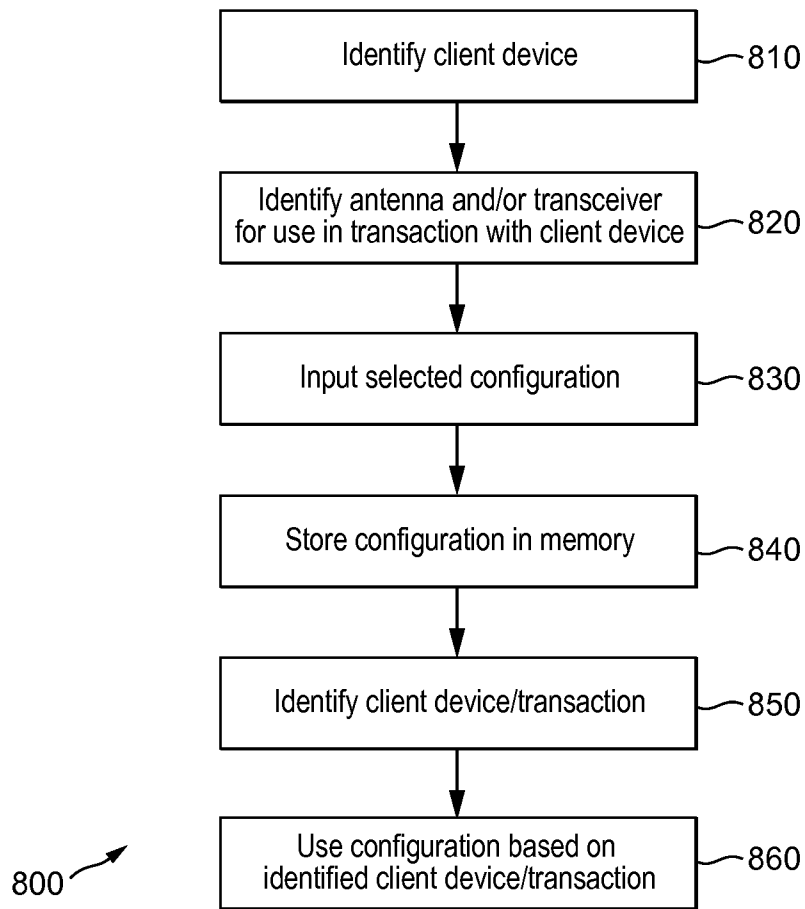 Identify client device
810
Identify antenna and/or transceiver
for use in transaction with client device
820
Input selected configuration
830
Store configuration in memory
840
Identify client device/transaction
850
Use configuration based on
identified client device/transaction
860
800